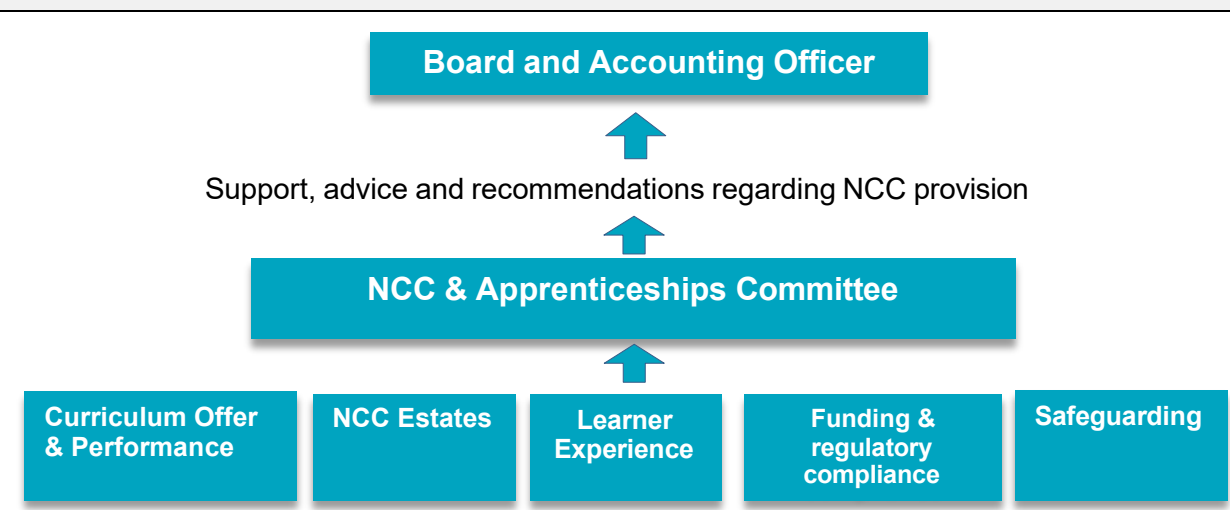 Board and Accounting Officer
Support, advice and recommendations regarding NCC provision
NCC & Apprenticeships Committee
Curriculum Offer
& Performance
NCC Estates
Learner
Experience
Funding &
regulatory
compliance
Safeguarding